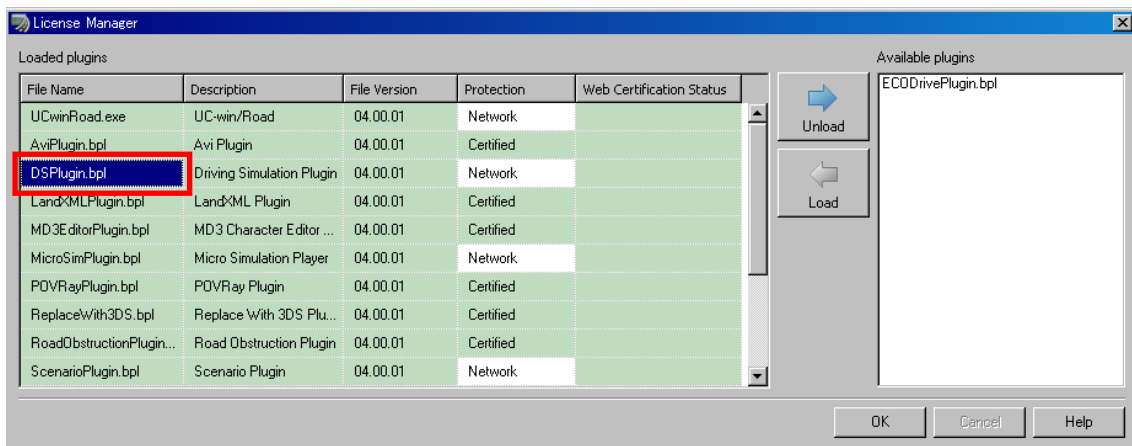 License Manager
Loaded plugins
Available plugins
File Name Description File Version Protection Web Certification Status
UCwinRoad.exe UC-win/Road 04.00.01 Network
AviPlugin.bpl Avi Plugin 04.00.01 Certified
DSPlugin.bpl Driving Simulation Plugin 04.00.01 Network
LandXMLPlugin.bpl LandXML Plugin 04.00.01 Certified
MD3EditorPlugin.bpl MD3 Character Editor ... 04.00.01 Certified
MicroSimPlugin.bpl Micro Simulation Player 04.00.01 Network
POVRayPlugin.bpl POVRay Plugin 04.00.01 Certified
ReplaceWith3DS.bpl Replace With 3DS Plu... 04.00.01 Certified
RoadObstructionPlugin... Road Obstruction Plugin 04.00.01 Certified
ScenarioPlugin.bpl Scenario Plugin 04.00.01 Network
Unload
Load
ECODrivePlugin.bpl
OK Cancel Help